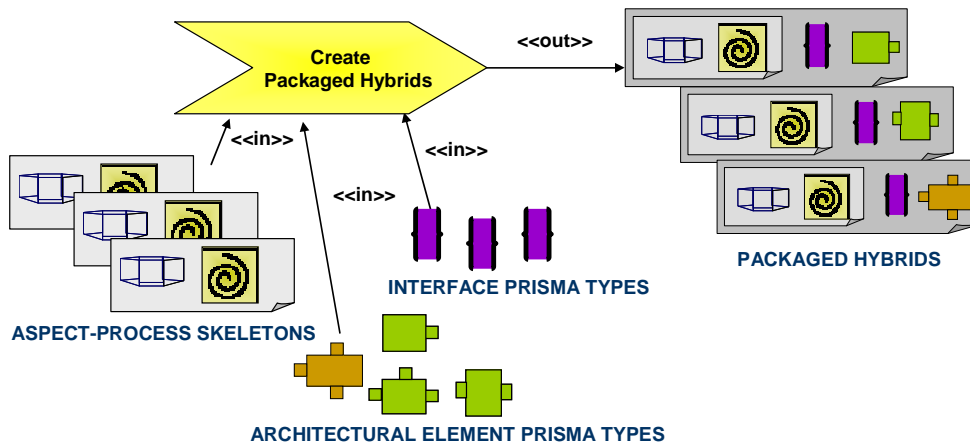 Create
Packaged Hybrids
<<out>>
<<in>>
<<in>>
<<in>>
PACKAGED HYBRIDS
INTERFACE PRISMA TYPES
ASPECT-PROCESS SKELETONS
ARCHITECTURAL ELEMENT PRISMA TYPES